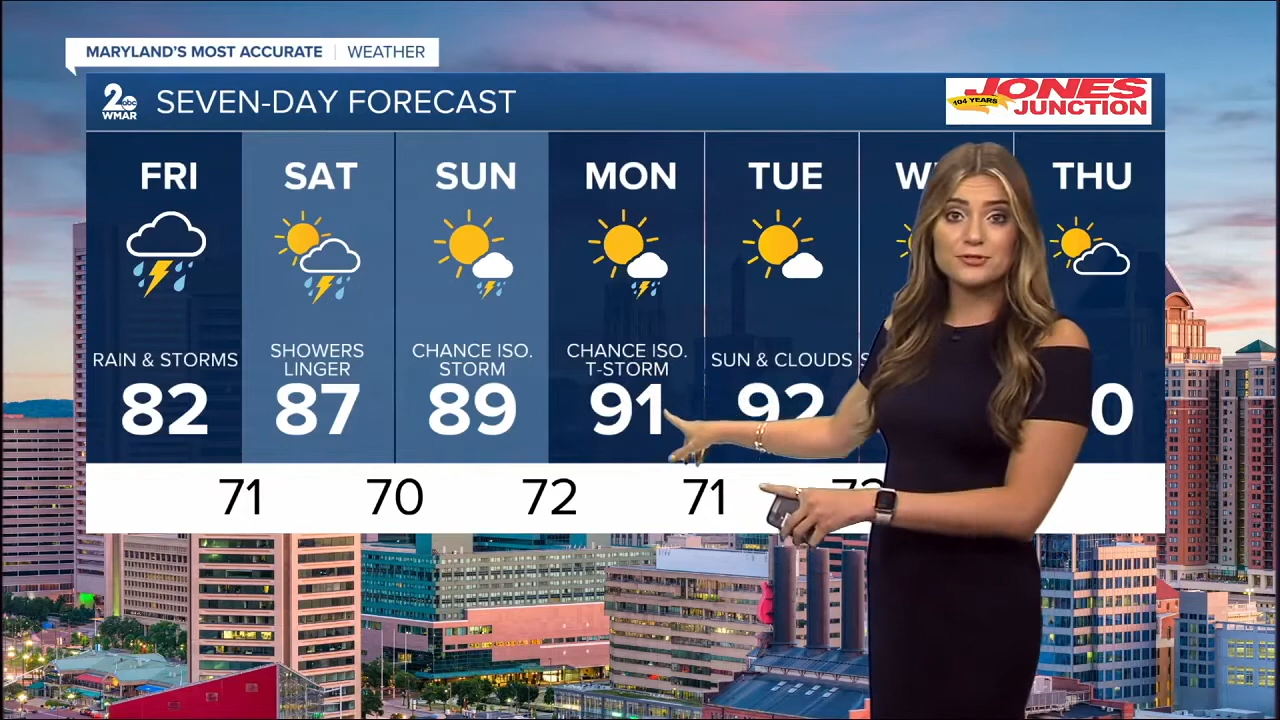 MARYLAND'S MOST ACCURATE | WEATHER
2 abc
WMAR
SEVEN-DAY FORECAST
JONES
104 YEARS
JUNCTION
FRI SAT SUN MON TUE THU
RAIN & STORMS
SHOWERS
LINGER
CHANCE ISO.
STORM
CHANCE ISO.
T-STORM
SUN & CLOUDS
82 87 89 91 92
71 70 72 71